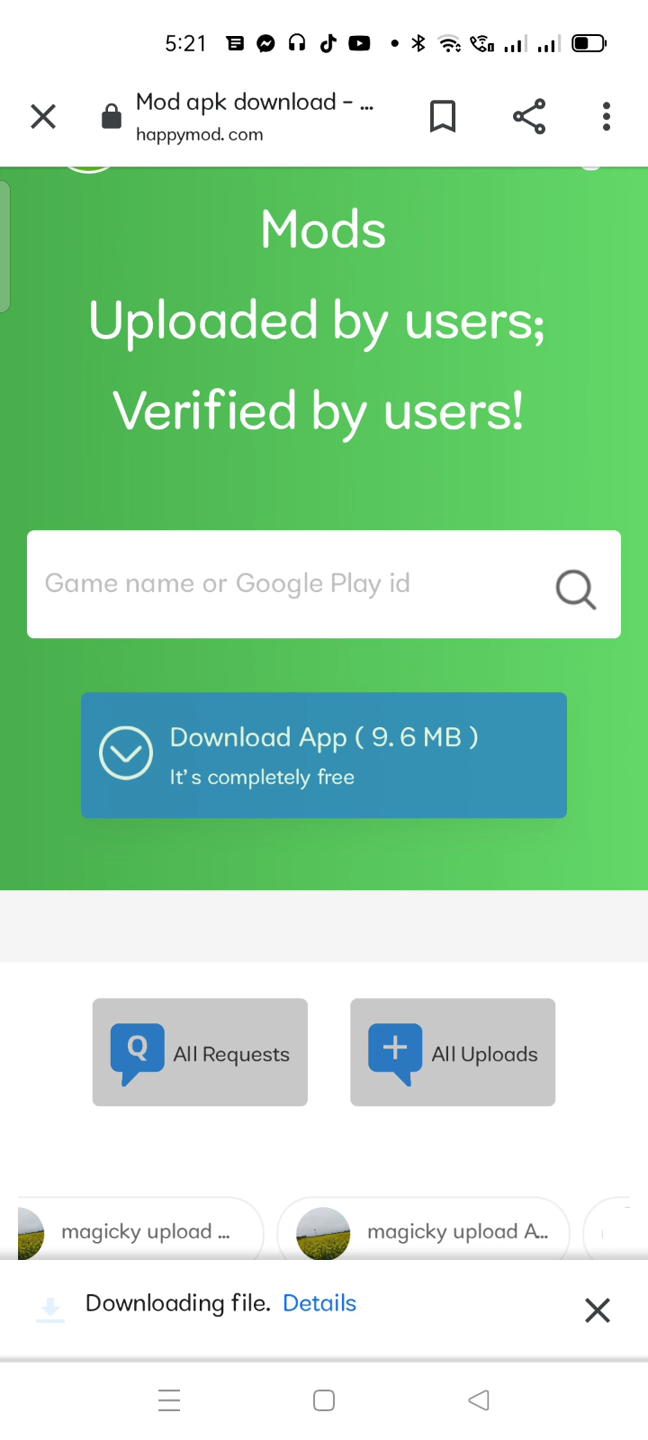 5:21
Mod apk download - ...
happymod.com
Mods
Uploaded by users;
Verified by users!
Game name or Google Play id
Download App ( 9.6 MB )
It's completely free
Q All Requests
All Uploads
magicky upload ...
magicky upload A...
Downloading file. Details